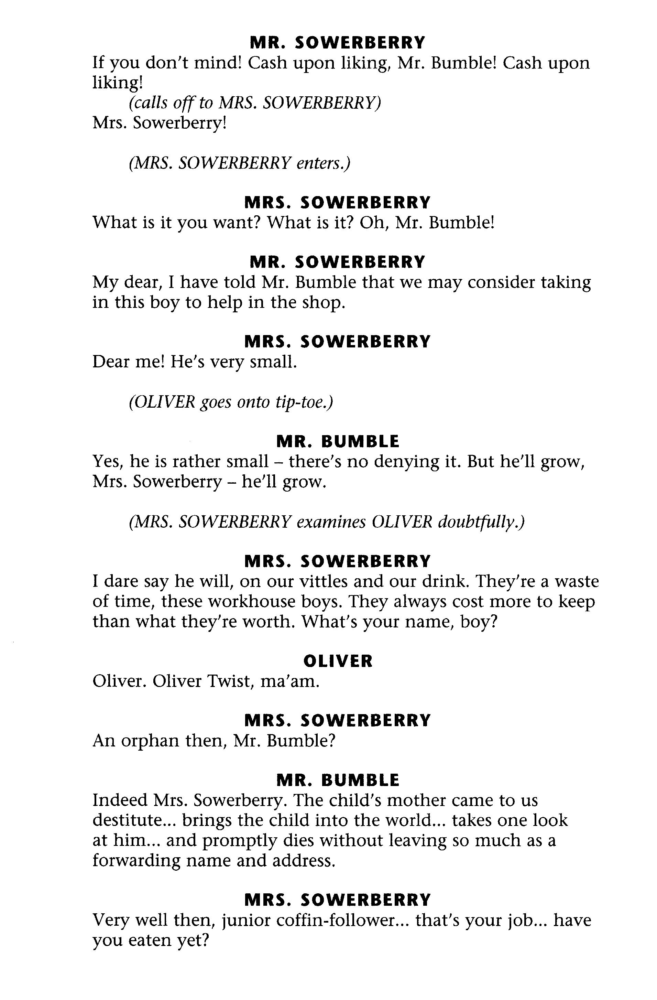 MR. SOWERBERRY
If you don't mind! Cash upon liking, Mr. Bumble! Cash upon
liking!
(calls off to MRS. SOWERBERRY)
Mrs. Sowerberry!
(MRS. SOWERBERRY enters.)
MRS. SOWERBERRY
What is it you want? What is it? Oh, Mr. Bumble!
MR. SOWERBERRY
My dear, I have told Mr. Bumble that we may consider taking
in this boy to help in the shop.
MRS. SOWERBERRY
Dear me! He's very small.
(OLIVER goes onto tip-toe.)
MR. BUMBLE
Yes, he is rather small – there's no denying it. But he'll grow,
Mrs. Sowerberry – he'll grow.
(MRS. SOWERBERRY examines OLIVER doubtfully.)
MRS. SOWERBERRY
I dare say he will, on our vittles and our drink. They're a waste
of time, these workhouse boys. They always cost more to keep
than what they're worth. What's your name, boy?
OLIVER
Oliver. Oliver Twist, ma'am.
MRS. SOWERBERRY
An orphan then, Mr. Bumble?
MR. BUMBLE
Indeed Mrs. Sowerberry. The child's mother came to us
destitute... brings the child into the world... takes one look
at him... and promptly dies without leaving so much as a
forwarding name and address.
MRS. SOWERBERRY
Very well then, junior coffin-follower... that's your job... have
you eaten yet?